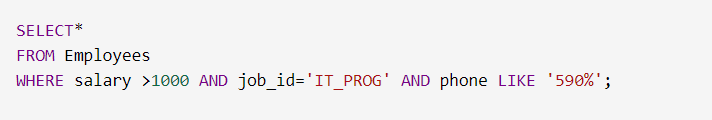 SELECT*
FROM Employees
WHERE salary >1000 AND job_id='IT_PROG' AND phone LIKE '590%';